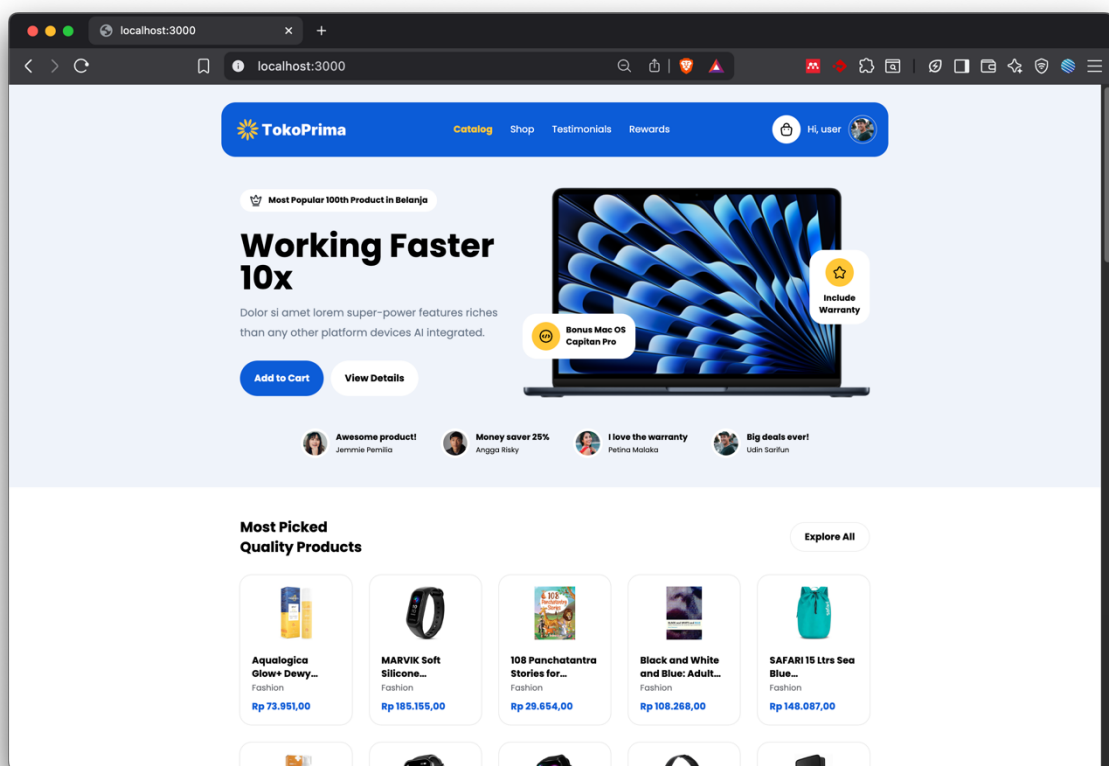 localhost:3000
localhost:3000
TokoPrima
Catalog
Shop
Testimonials
Rewards
Hi, user
Most Popular 100th Product in Belanja
Working Faster
10x
Dolor si amet lorem super-power features riches
than any other platform devices AI integrated.
Add to Cart
View Details
Include
Warranty
Bonus Mac OS
Capitan Pro
Awesome product!
Jemmie Pemilia
Money saver 25%
Angga Risky
I love the warranty
Petina Malaka
Big deals ever!
Udin Sarifun
Most Picked
Quality Products
Explore All
Aqualogica
Glow+ Dewy...
Fashion
Rp 73.951,00
MARVIK Soft
Silicone...
Fashion
Rp 185.155,00
108
Panchatantra
Stories
108 Panchatantra
Stories for...
Fashion
Rp 29.654,00
Black and White
and Blue: Adult...
Fashion
Rp 108.268,00
SAFARI 15 Ltrs Sea
Blue...
Fashion
Rp 148.087,00